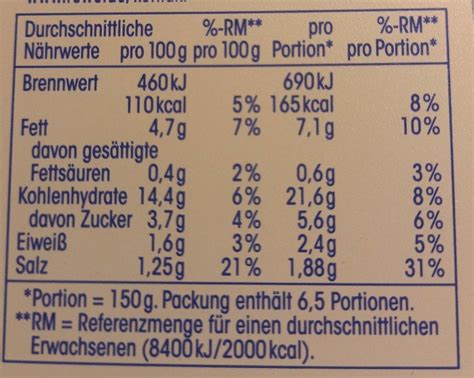 Durchschnittliche %-RM** pro %-RM**
Nährwerte pro 100g pro 100g Portion* pro Portion*
Brennwert 460kJ 690kJ
110kcal 5% 165kcal 8%
Fett 4,7g 7% 7,1g 10%
davon gesättigte
Fettsäuren 0,4g 2% 0,6g 3%
Kohlenhydrate 14,4g 6% 21,6g 8%
davon Zucker 3,7g 4% 5,6g 6%
Eiweiß 1,6g 3% 2,4g 5%
Salz 1,25g 21% 1,88g 31%
*Portion = 150g. Packung enthält 6,5 Portionen.
**RM = Referenzmenge für einen durchschnittlichen
Erwachsenen (8400kJ/2000kcal).